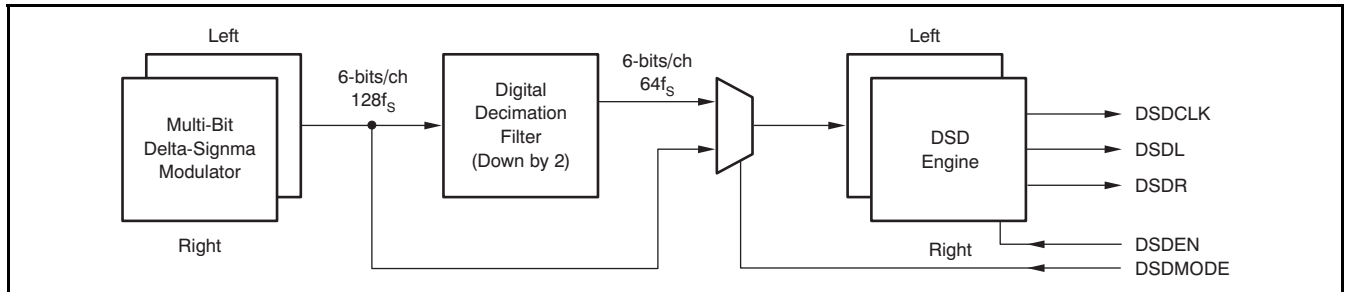 Left
Multi-Bit
Delta-Signma
Modulator
Right
6-bits/ch
128fS
Digital
Decimation
Filter
(Down by 2)
6-bits/ch
64fS
Left
DSD
Engine
Right
DSDCLK
DSDL
DSDR
DSDEN
DSDMODE